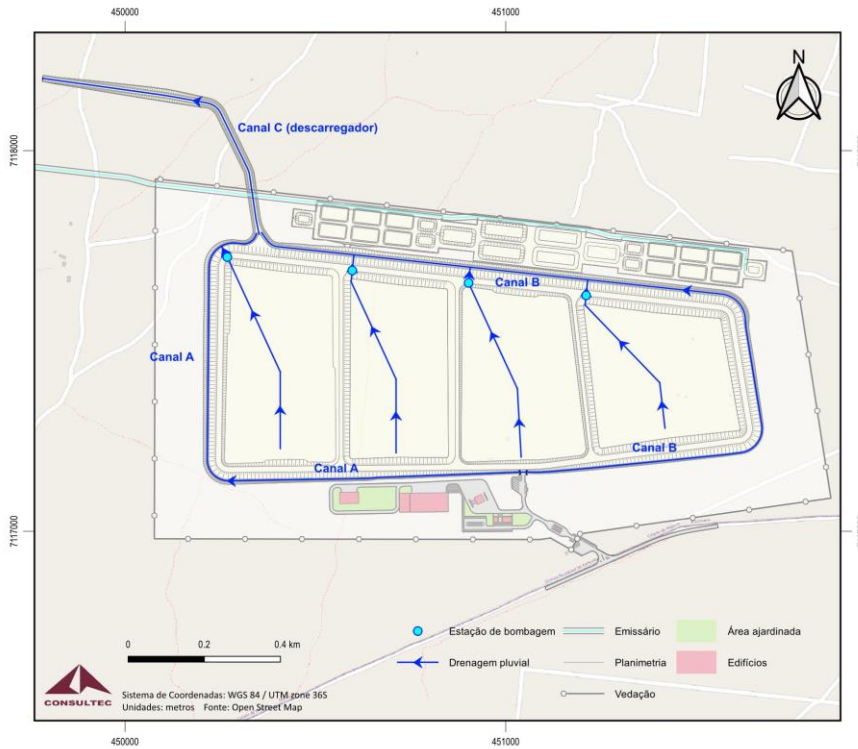 450000
451000
N
7118000
Canal C (descarregador)
Canal B
Canal A
Canal B
Canal A
7117000
Estação de bombagem
Emissário
Área ajardinada
0
0.2
0.4 km
Drenagem pluvial
Planimetria
Edifícios
Vedação
CONSULTEC
Sistema de Coordenadas: WGS 84 / UTM zone 36S
Unidades: metros Fonte: Open Street Map
450000
451000